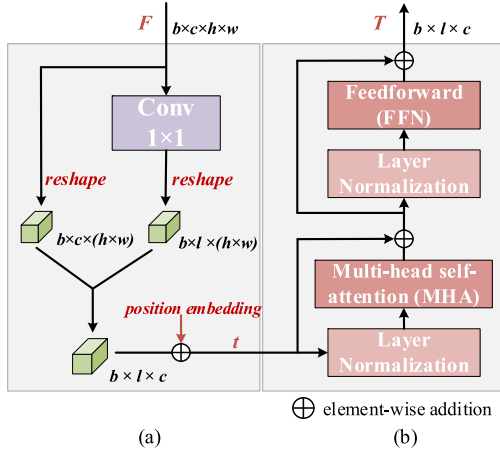 F
b×c×h×w
Conv
1×1
reshape
reshape
b×c×(h×w)
b×l×(h×w)
position embedding
b × l × c
t
(a)
T
b × l × c
Feedforward
(FFN)
Layer
Normalization
Multi-head self-
attention (MHA)
Layer
Normalization
element-wise addition
(b)